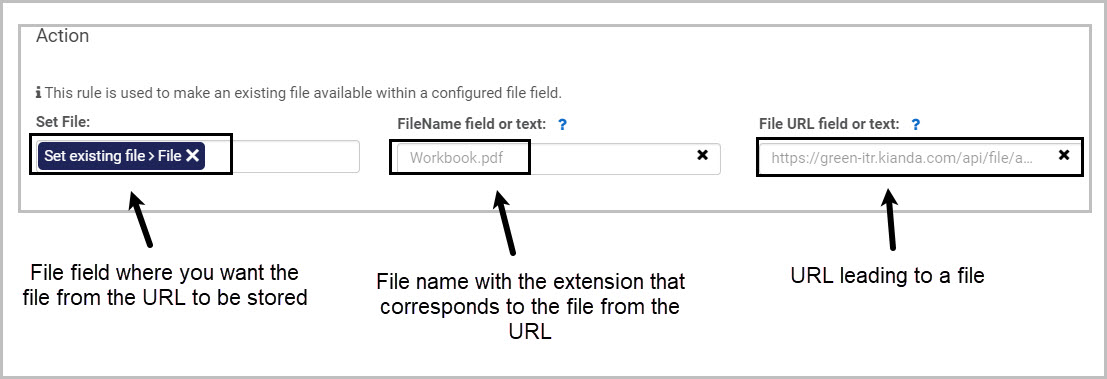 Action
This rule is used to make an existing file available within a configured file field.
Set File: FileName field or text: ? File URL field or text: ?
Set existing file > File Workbook.pdf https://green-itr.kianda.com/api/file/a...
File field where you want the
file from the URL to be stored
File name with the extension that
corresponds to the file from the
URL
URL leading to a file